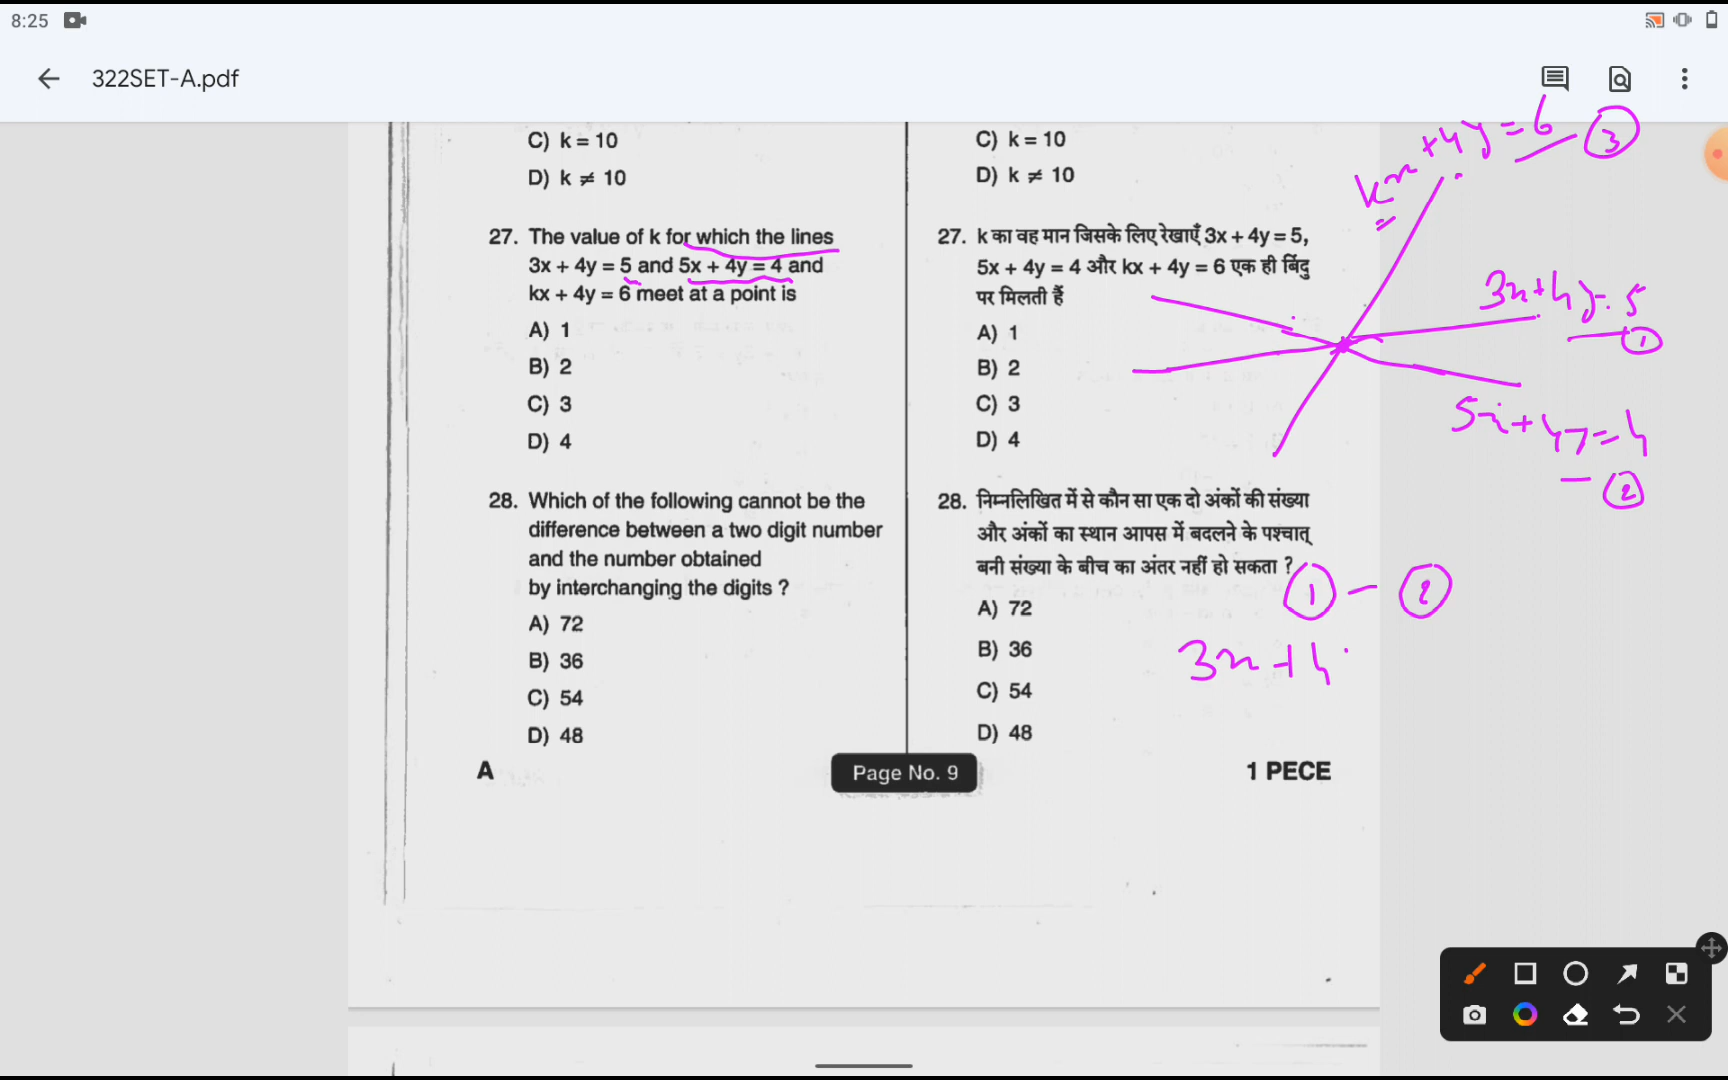 8:25
322SET-A.pdf
C) k = 10
D) k ≠ 10
27. The value of k for which the lines
3x + 4y = 5 and 5x + 4y = 4 and
kx + 4y = 6 meet at a point is
A) 1
B) 2
C) 3
D) 4
28. Which of the following cannot be the
difference between a two digit number
and the number obtained
by interchanging the digits ?
A) 72
B) 36
C) 54
D) 48
C) k = 10
D) k ≠ 10
27. k का वह मान जिसके लिए रेखाएँ 3x + 4y = 5,
5x + 4y = 4 और kx + 4y = 6 एक ही बिंदु
पर मिलती हैं
A) 1
B) 2
C) 3
D) 4
28. निम्नलिखित में से कौन सा एक दो अंकों की संख्या
और अंकों का स्थान आपस में बदलने के पश्चात्
बनी संख्या के बीच का अंतर नहीं हो सकता ?
A) 72
B) 36
C) 54
D) 48
kx + 4y = 6 3
3x + 4y = 5
1
5x + 4y = 4
2
1 – 2
3x + 4
A
Page No. 9
1 PECE